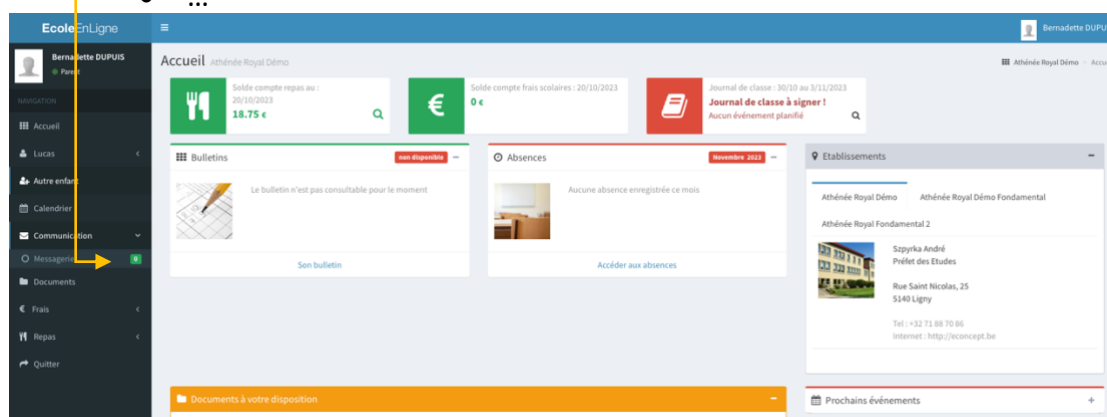 ...
EcoleEnLigne
Bernadette DUPU
Bernadette DUPUIS
Parent
NAVIGATION
Accueil
Lucas
Autre enfant
Calendrier
Communication
Messagerie 0
Documents
€ Frais
Repas
Quitter
Accueil Athénée Royal Démo
Athénée Royal Démo > Accu
Solde compte repas au :
20/10/2023
18.75 €
€
Solde compte frais scolaires : 20/10/2023
0 €
Journal de classe : 30/10 au 3/11/2023
Journal de classe à signer !
Aucun événement planifié
Bulletins non disponible
Le bulletin n'est pas consultable pour le moment
Son bulletin
Absences Novembre 2023
Aucune absence enregistrée ce mois
Accéder aux absences
Etablissements
Athénée Royal Démo Athénée Royal Démo Fondamental
Athénée Royal Fondamental 2
Szpyrka André
Préfet des Etudes
Rue Saint Nicolas, 25
5140 Ligny
Tel : +32 71 88 70 86
Internet : http://econcept.be
Documents à votre disposition
Prochains événements